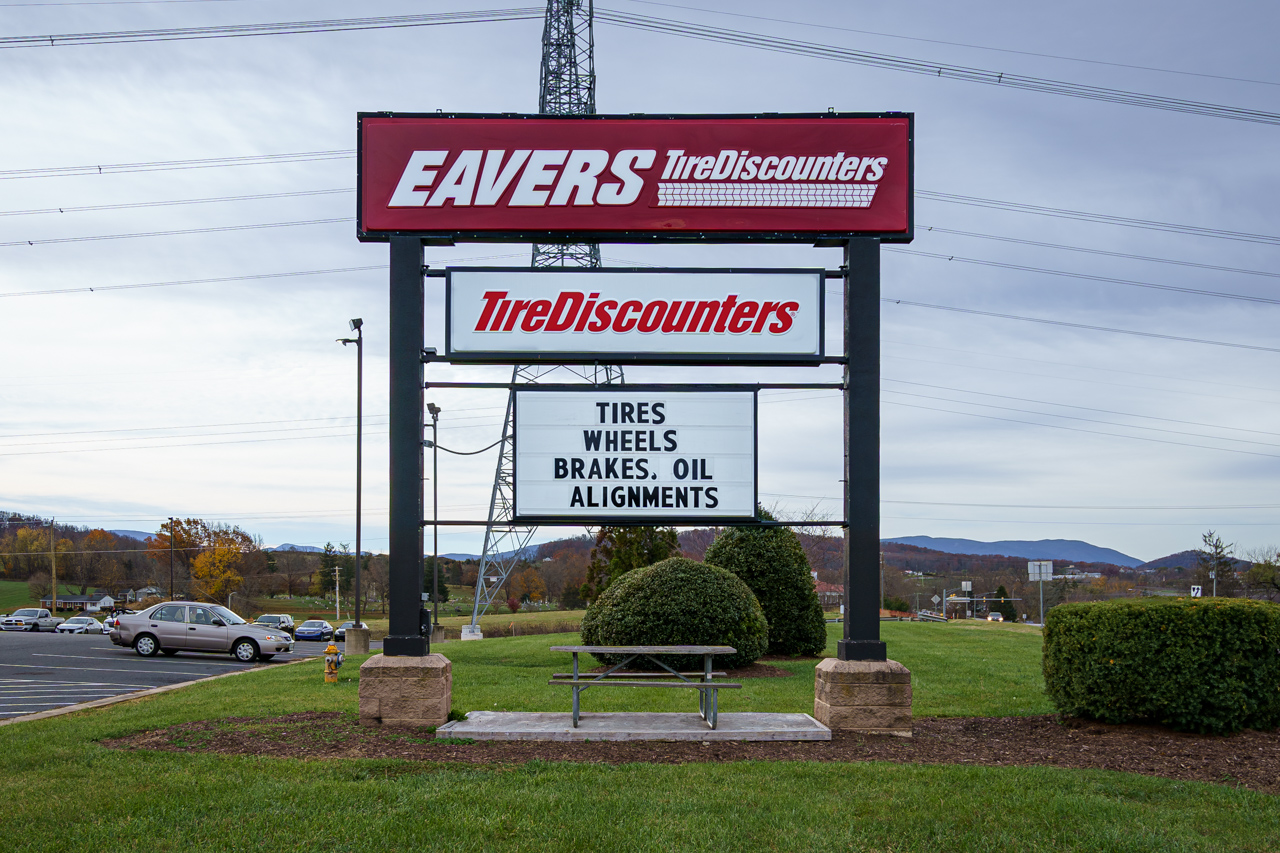 EAVERS TireDiscounters
TireDiscounters
TIRES
WHEELS
BRAKES. OIL
ALIGNMENTS